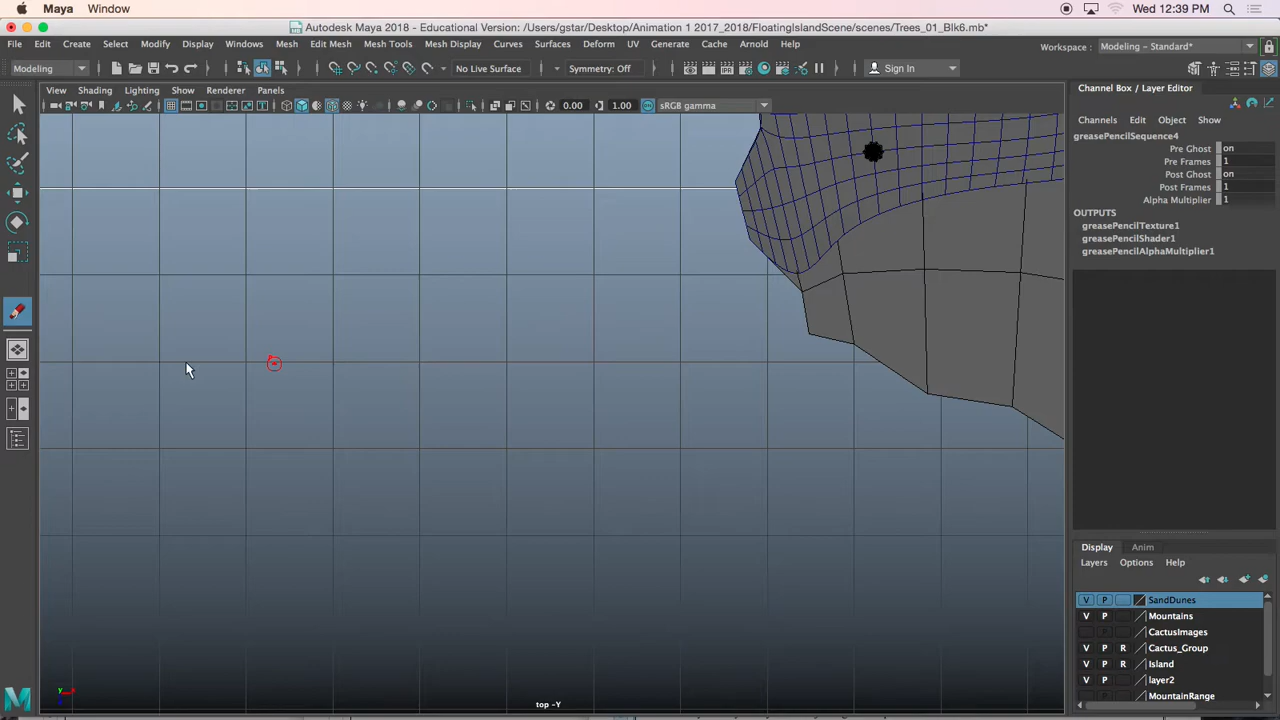 Maya Window Wed 12:39 PM
Autodesk Maya 2018 - Educational Version: /Users/gstar/Desktop/Animation 1 2017_2018/FloatingIslandScene/scenes/Trees_01_Blk6.mb*
File Edit Create Select Modify Display Windows Mesh Edit Mesh Mesh Tools Mesh Display Curves Surfaces Deform UV Generate Cache Arnold Help Workspace : Modeling - Standard*
Modeling No Live Surface Symmetry: Off Sign In
View Shading Lighting Show Renderer Panels
0.00 1.00 sRGB gamma
Channel Box / Layer Editor
Channels Edit Object Show
greasePencilSequence4
Pre Ghost on
Pre Frames 1
Post Ghost on
Post Frames 1
Alpha Multiplier 1
OUTPUTS
greasePencilTexture1
greasePencilShader1
greasePencilAlphaMultiplier1
Display Anim
Layers Options Help
V P SandDunes
V P Mountains
CactusImages
V P R Cactus_Group
V P R Island
V P layer2
MountainRange
top -Y